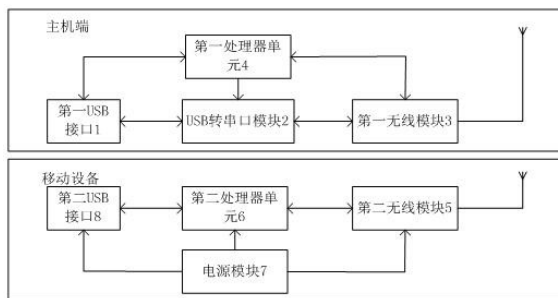 主机端
第一处理器单
元4
第一USB
接口1
USB转串口模块2
第一无线模块3
移动设备
第二USB
接口8
第二处理器单
元6
第二无线模块5
电源模块7